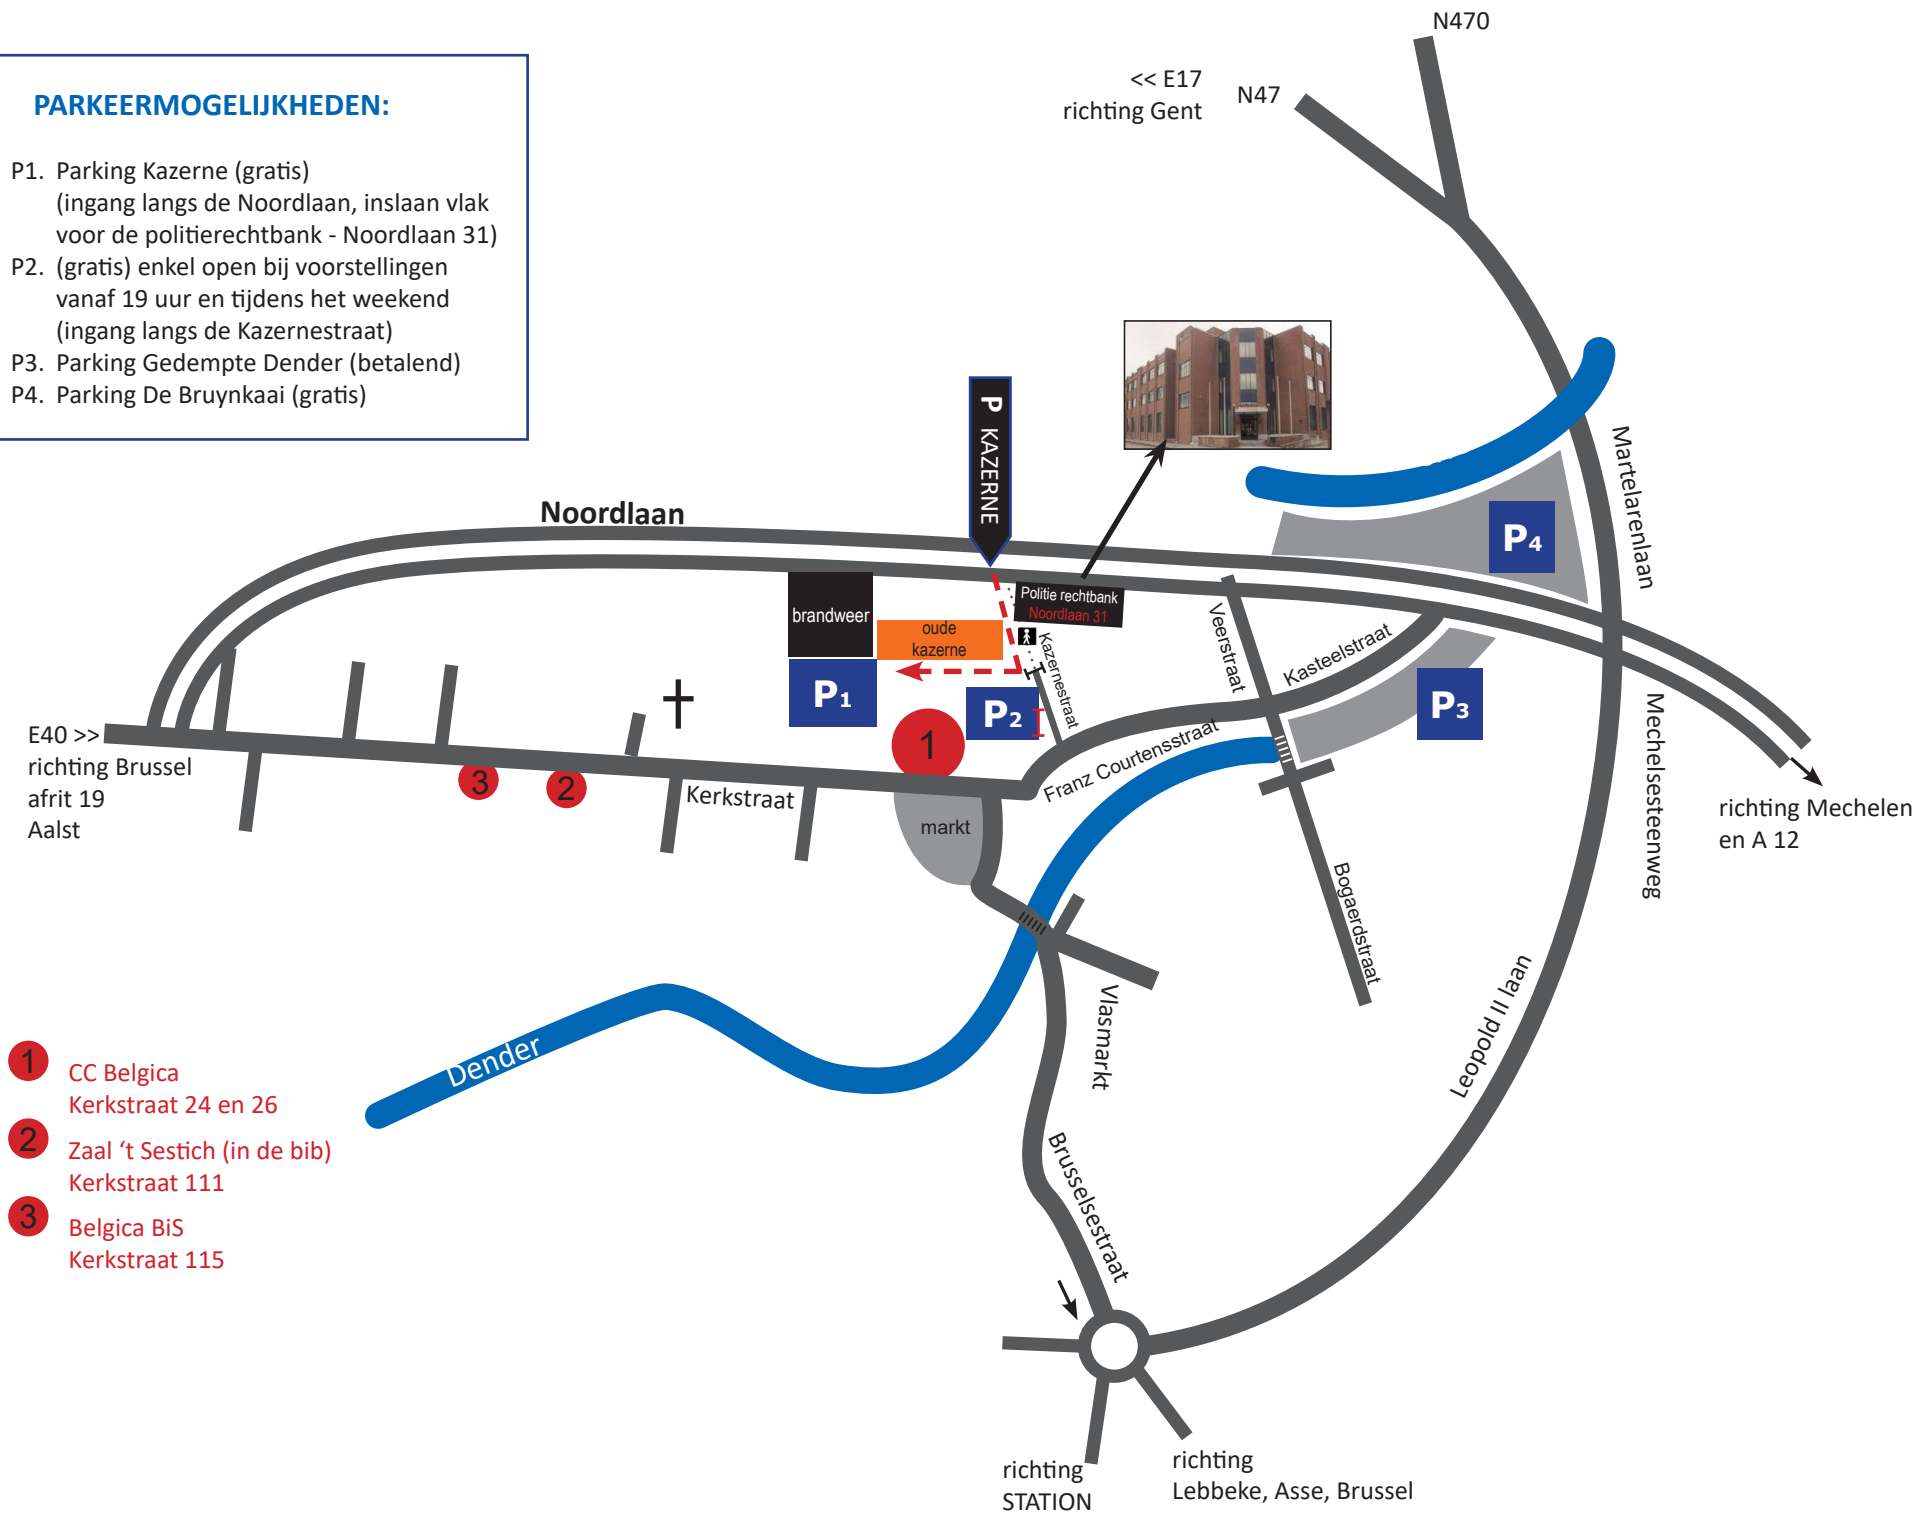 PARKEERMOGELIJKHEDEN:
P1. Parking Kazerne (gratis)
(ingang langs de Noordlaan, inslaan vlak
voor de politierechtbank - Noordlaan 31)
P2. (gratis) enkel open bij voorstellingen
vanaf 19 uur en tijdens het weekend
(ingang langs de Kazernestraat)
P3. Parking Gedempte Dender (betalend)
P4. Parking De Bruynkaai (gratis)
N470
<< E17
richting Gent
N47
P KAZERNE
Noordlaan
Martelarenlaan
P4
brandweer
oude
kazerne
Politie rechtbank
Noordlaan 31
Kazernestraat
Veerstraat
Kasteelstraat
P1
P2
P3
1
Franz Courtensstraat
Mechelsesteenweg
E40 >>
richting Brussel
afrit 19
Aalst
3
2
Kerkstraat
markt
richting Mechelen
en A 12
Bogaerdstraat
Vlasmarkt
Dender
Leopold II laan
Brusselsestraat
1
CC Belgica
Kerkstraat 24 en 26
2
Zaal ‘t Sestich (in de bib)
Kerkstraat 111
3
Belgica BiS
Kerkstraat 115
richting
STATION
richting
Lebbeke, Asse, Brussel